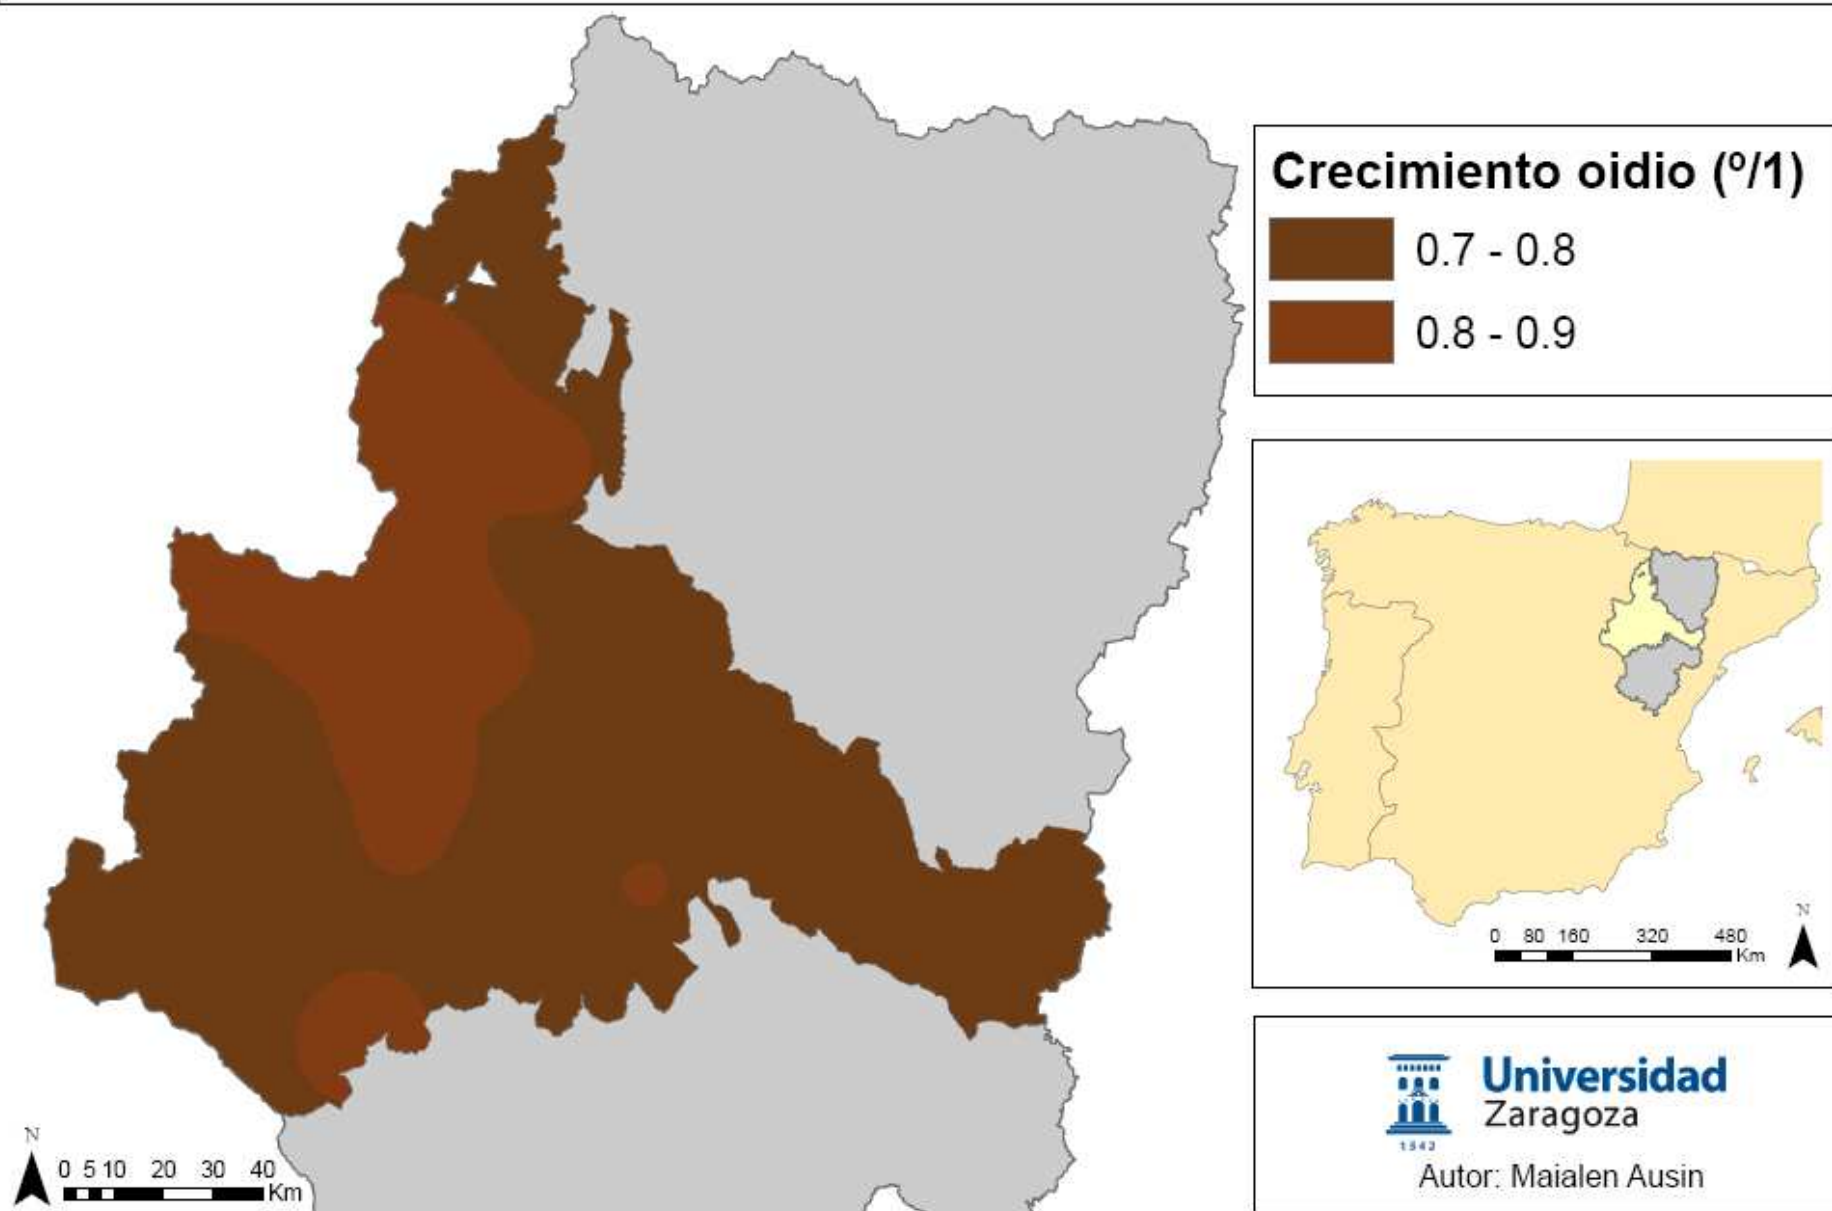 Crecimiento oidio (º/1)
0.7 - 0.8
0.8 - 0.9
N
0 80 160 320 480
Km
Universidad
Zaragoza
1542
Autor: Maialen Ausin
N
0 5 10 20 30 40
Km